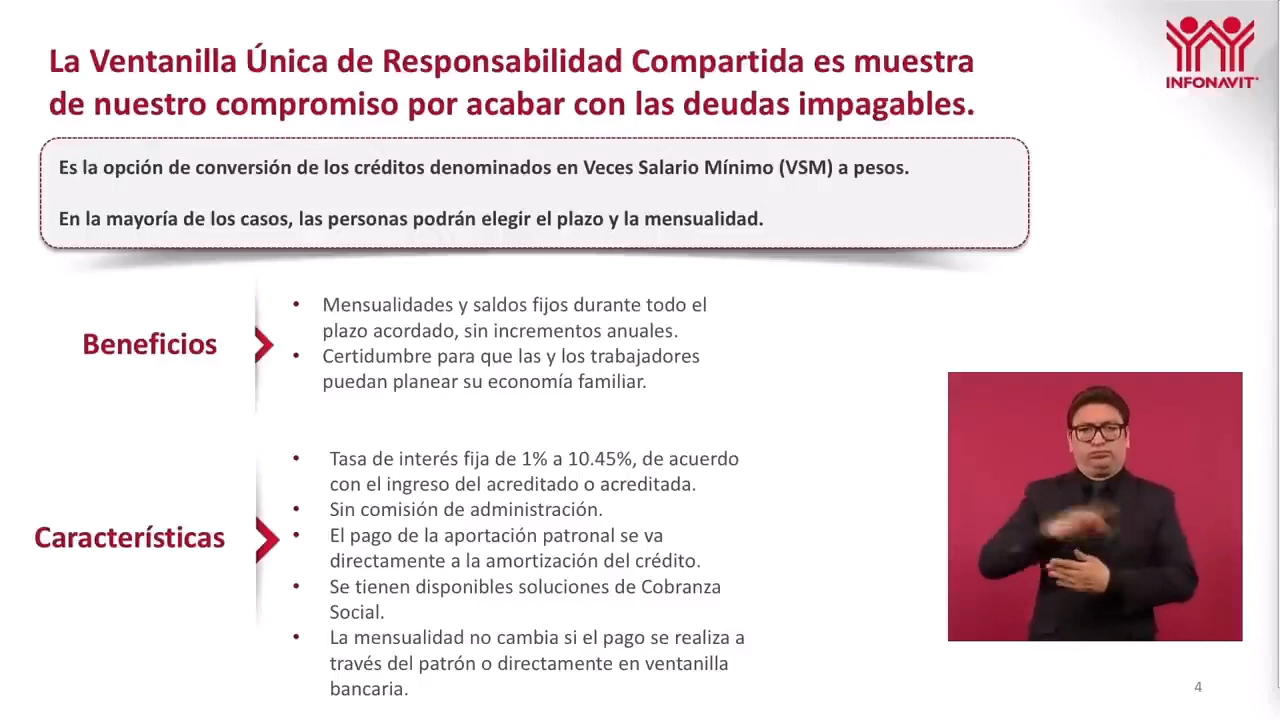 La Ventanilla Única de Responsabilidad Compartida es muestra
de nuestro compromiso por acabar con las deudas impagables.
INFONAVIT
Es la opción de conversión de los créditos denominados en Veces Salario Mínimo (VSM) a pesos.
En la mayoría de los casos, las personas podrán elegir el plazo y la mensualidad.
Beneficios
• Mensualidades y saldos fijos durante todo el
plazo acordado, sin incrementos anuales.
• Certidumbre para que las y los trabajadores
puedan planear su economía familiar.
Características
• Tasa de interés fija de 1% a 10.45%, de acuerdo
con el ingreso del acreditado o acreditada.
• Sin comisión de administración.
• El pago de la aportación patronal se va
directamente a la amortización del crédito.
• Se tienen disponibles soluciones de Cobranza
Social.
• La mensualidad no cambia si el pago se realiza a
través del patrón o directamente en ventanilla
bancaria.
4